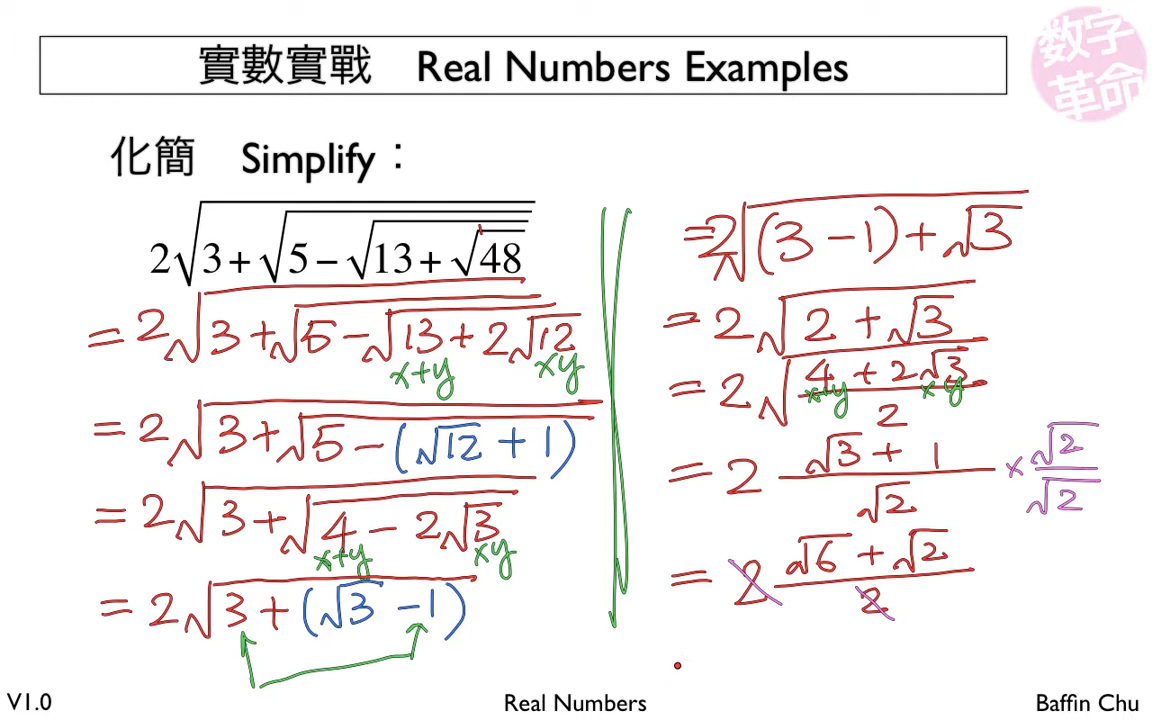 實數實戰 Real Numbers Examples
数字
革命
化簡 Simplify：
2√(3+√(5−√(13+√48)))
= 2√(3+√(5−√(13+2√12)))
x+y xy
= 2√(3+√(5−(√12+1)))
= 2√(3+√(4−2√3))
x+y xy
= 2√(3+(√3−1))
= 2√((3−1)+√3)
= 2√(2+√3)
= 2√((4+2√3)/2)
x+y xy
= 2 (√3+1)/√2 × √2/√2
= 2 (√6+√2)/2
V1.0 Real Numbers Baffin Chu